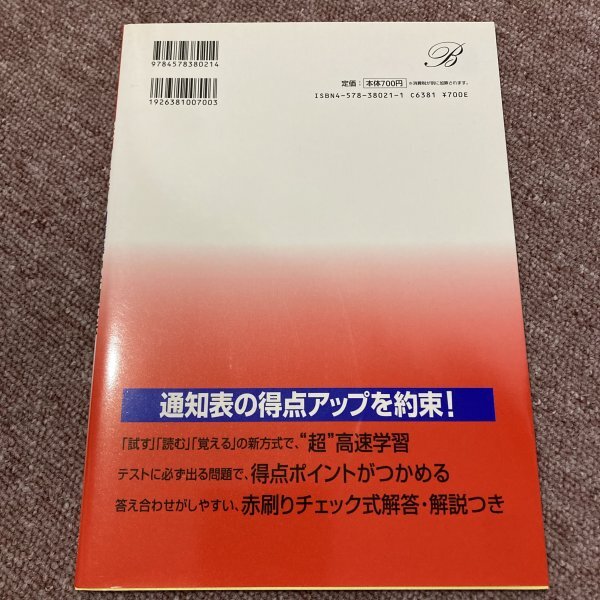 9784578380214
1926381007003
B
定価：本体700円 ※消費税が別に加算されます。
ISBN4-578-38021-1 C6381 ¥700E
通知表の得点アップを約束！
「試す」「読む」「覚える」の新方式で、“超”高速学習
テストに必ず出る問題で、得点ポイントがつかめる
答え合わせがしやすい、赤刷りチェック式解答・解説つき